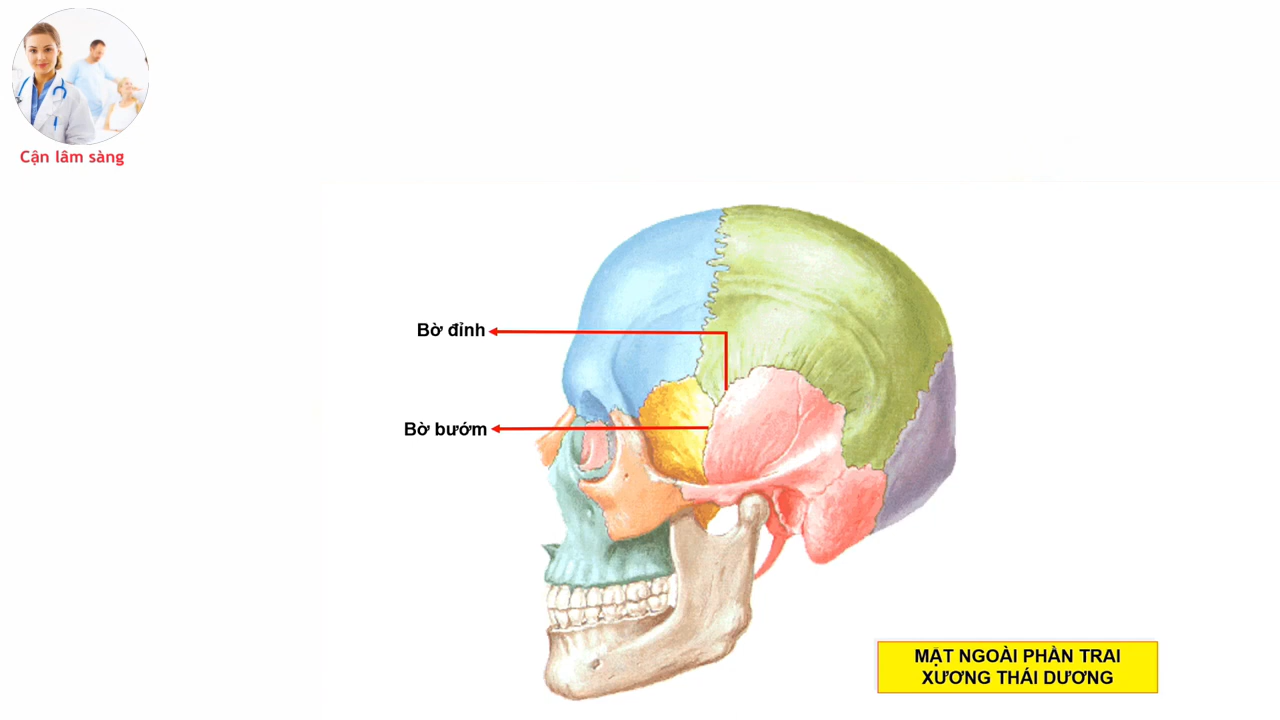 Cận lâm sàng
Bờ đỉnh
Bờ bướm
MẶT NGOÀI PHẦN TRAI
XƯƠNG THÁI DƯƠNG